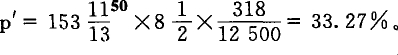 p′ = 153 11/13 50 × 8 1/2 × 318/12 500 = 33.27%。